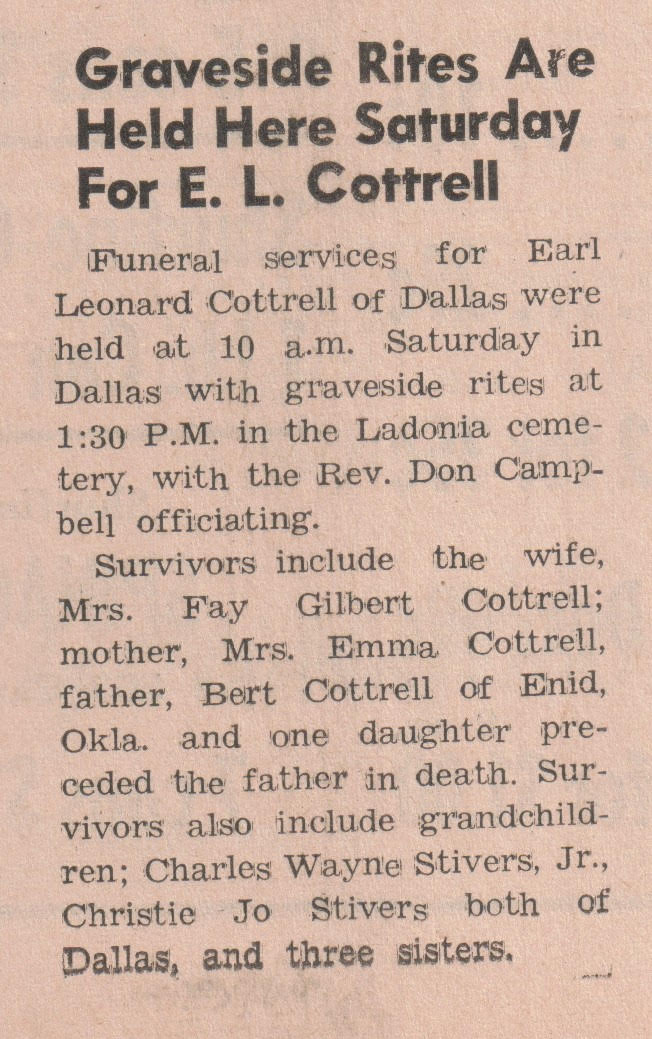 Graveside Rites Are
Held Here Saturday
For E. L. Cottrell
Funeral services for Earl
Leonard Cottrell of Dallas were
held at 10 a.m. Saturday in
Dallas with graveside rites at
1:30 P.M. in the Ladonia ceme-
tery, with the Rev. Don Camp-
bell officiating.
Survivors include the wife,
Mrs. Fay Gilbert Cottrell;
mother, Mrs. Emma Cottrell,
father, Bert Cottrell of Enid,
Okla. and one daughter pre-
ceded the father in death. Sur-
vivors also include grandchild-
ren; Charles Wayne Stivers, Jr.,
Christie Jo Stivers both of
Dallas, and three sisters.